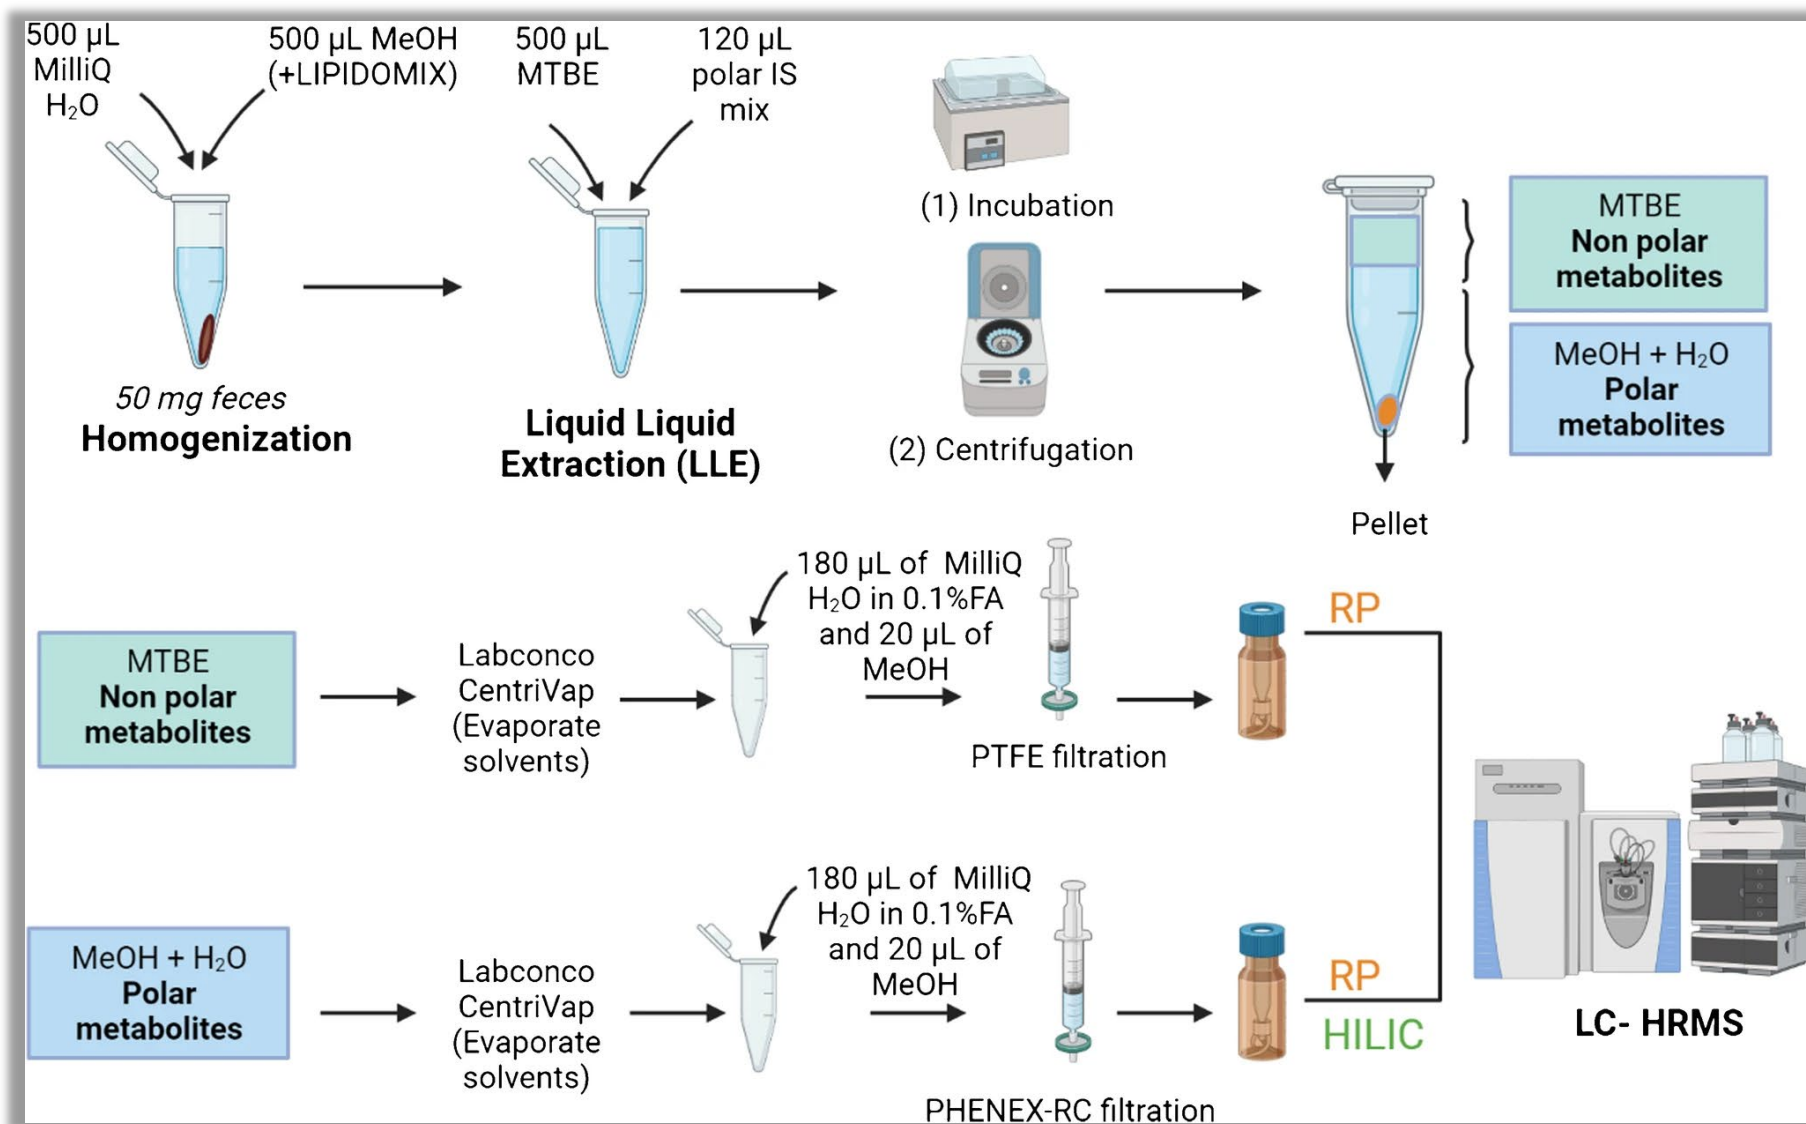 500 µL
MilliQ
H₂O
500 µL MeOH
(+LIPIDOMIX)
500 µL
MTBE
120 µL
polar IS
mix
50 mg feces
Homogenization
Liquid Liquid
Extraction (LLE)
(1) Incubation
(2) Centrifugation
MTBE
Non polar
metabolites
MeOH + H₂O
Polar
metabolites
Pellet
MTBE
Non polar
metabolites
Labconco
CentriVap
(Evaporate
solvents)
180 µL of MilliQ
H₂O in 0.1%FA
and 20 µL of
MeOH
PTFE filtration
RP
MeOH + H₂O
Polar
metabolites
Labconco
CentriVap
(Evaporate
solvents)
180 µL of MilliQ
H₂O in 0.1%FA
and 20 µL of
MeOH
PHENEX-RC filtration
RP
HILIC
LC- HRMS